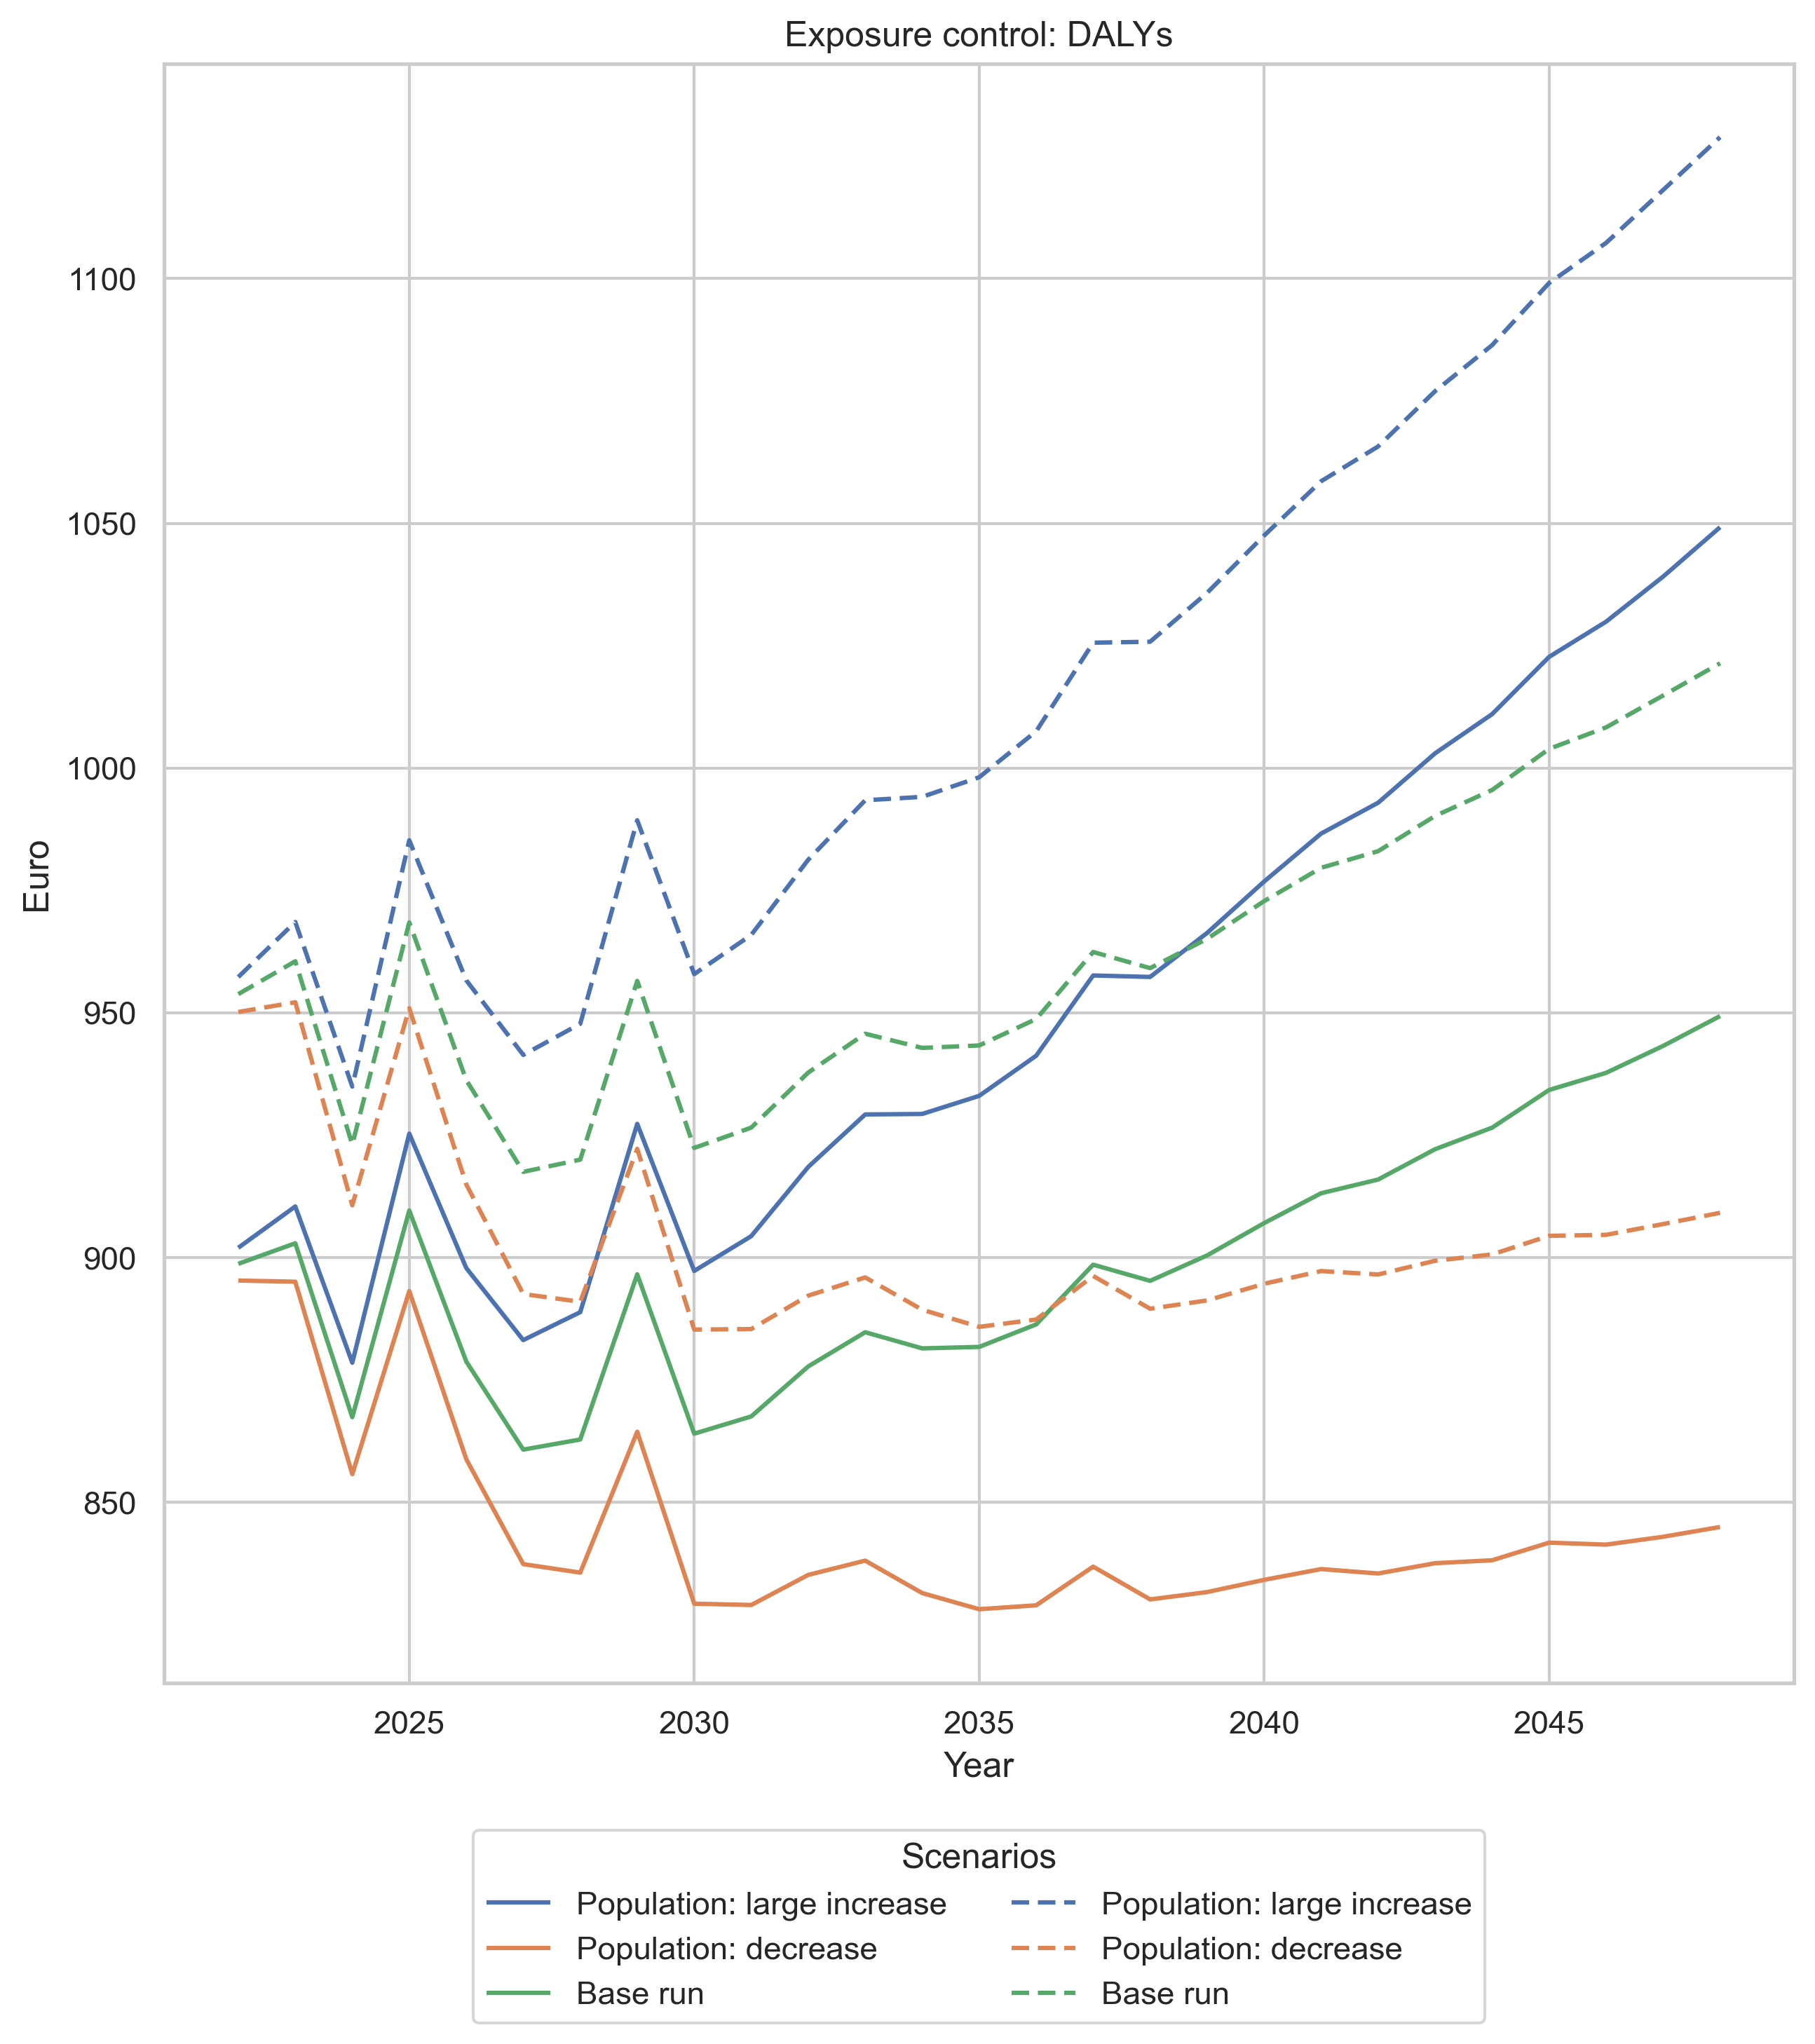 Exposure control: DALYs
1100
1050
1000
950
900
850
Euro
2025 2030 2035 2040 2045
Year
Scenarios
Population: large increase Population: large increase
Population: decrease Population: decrease
Base run Base run